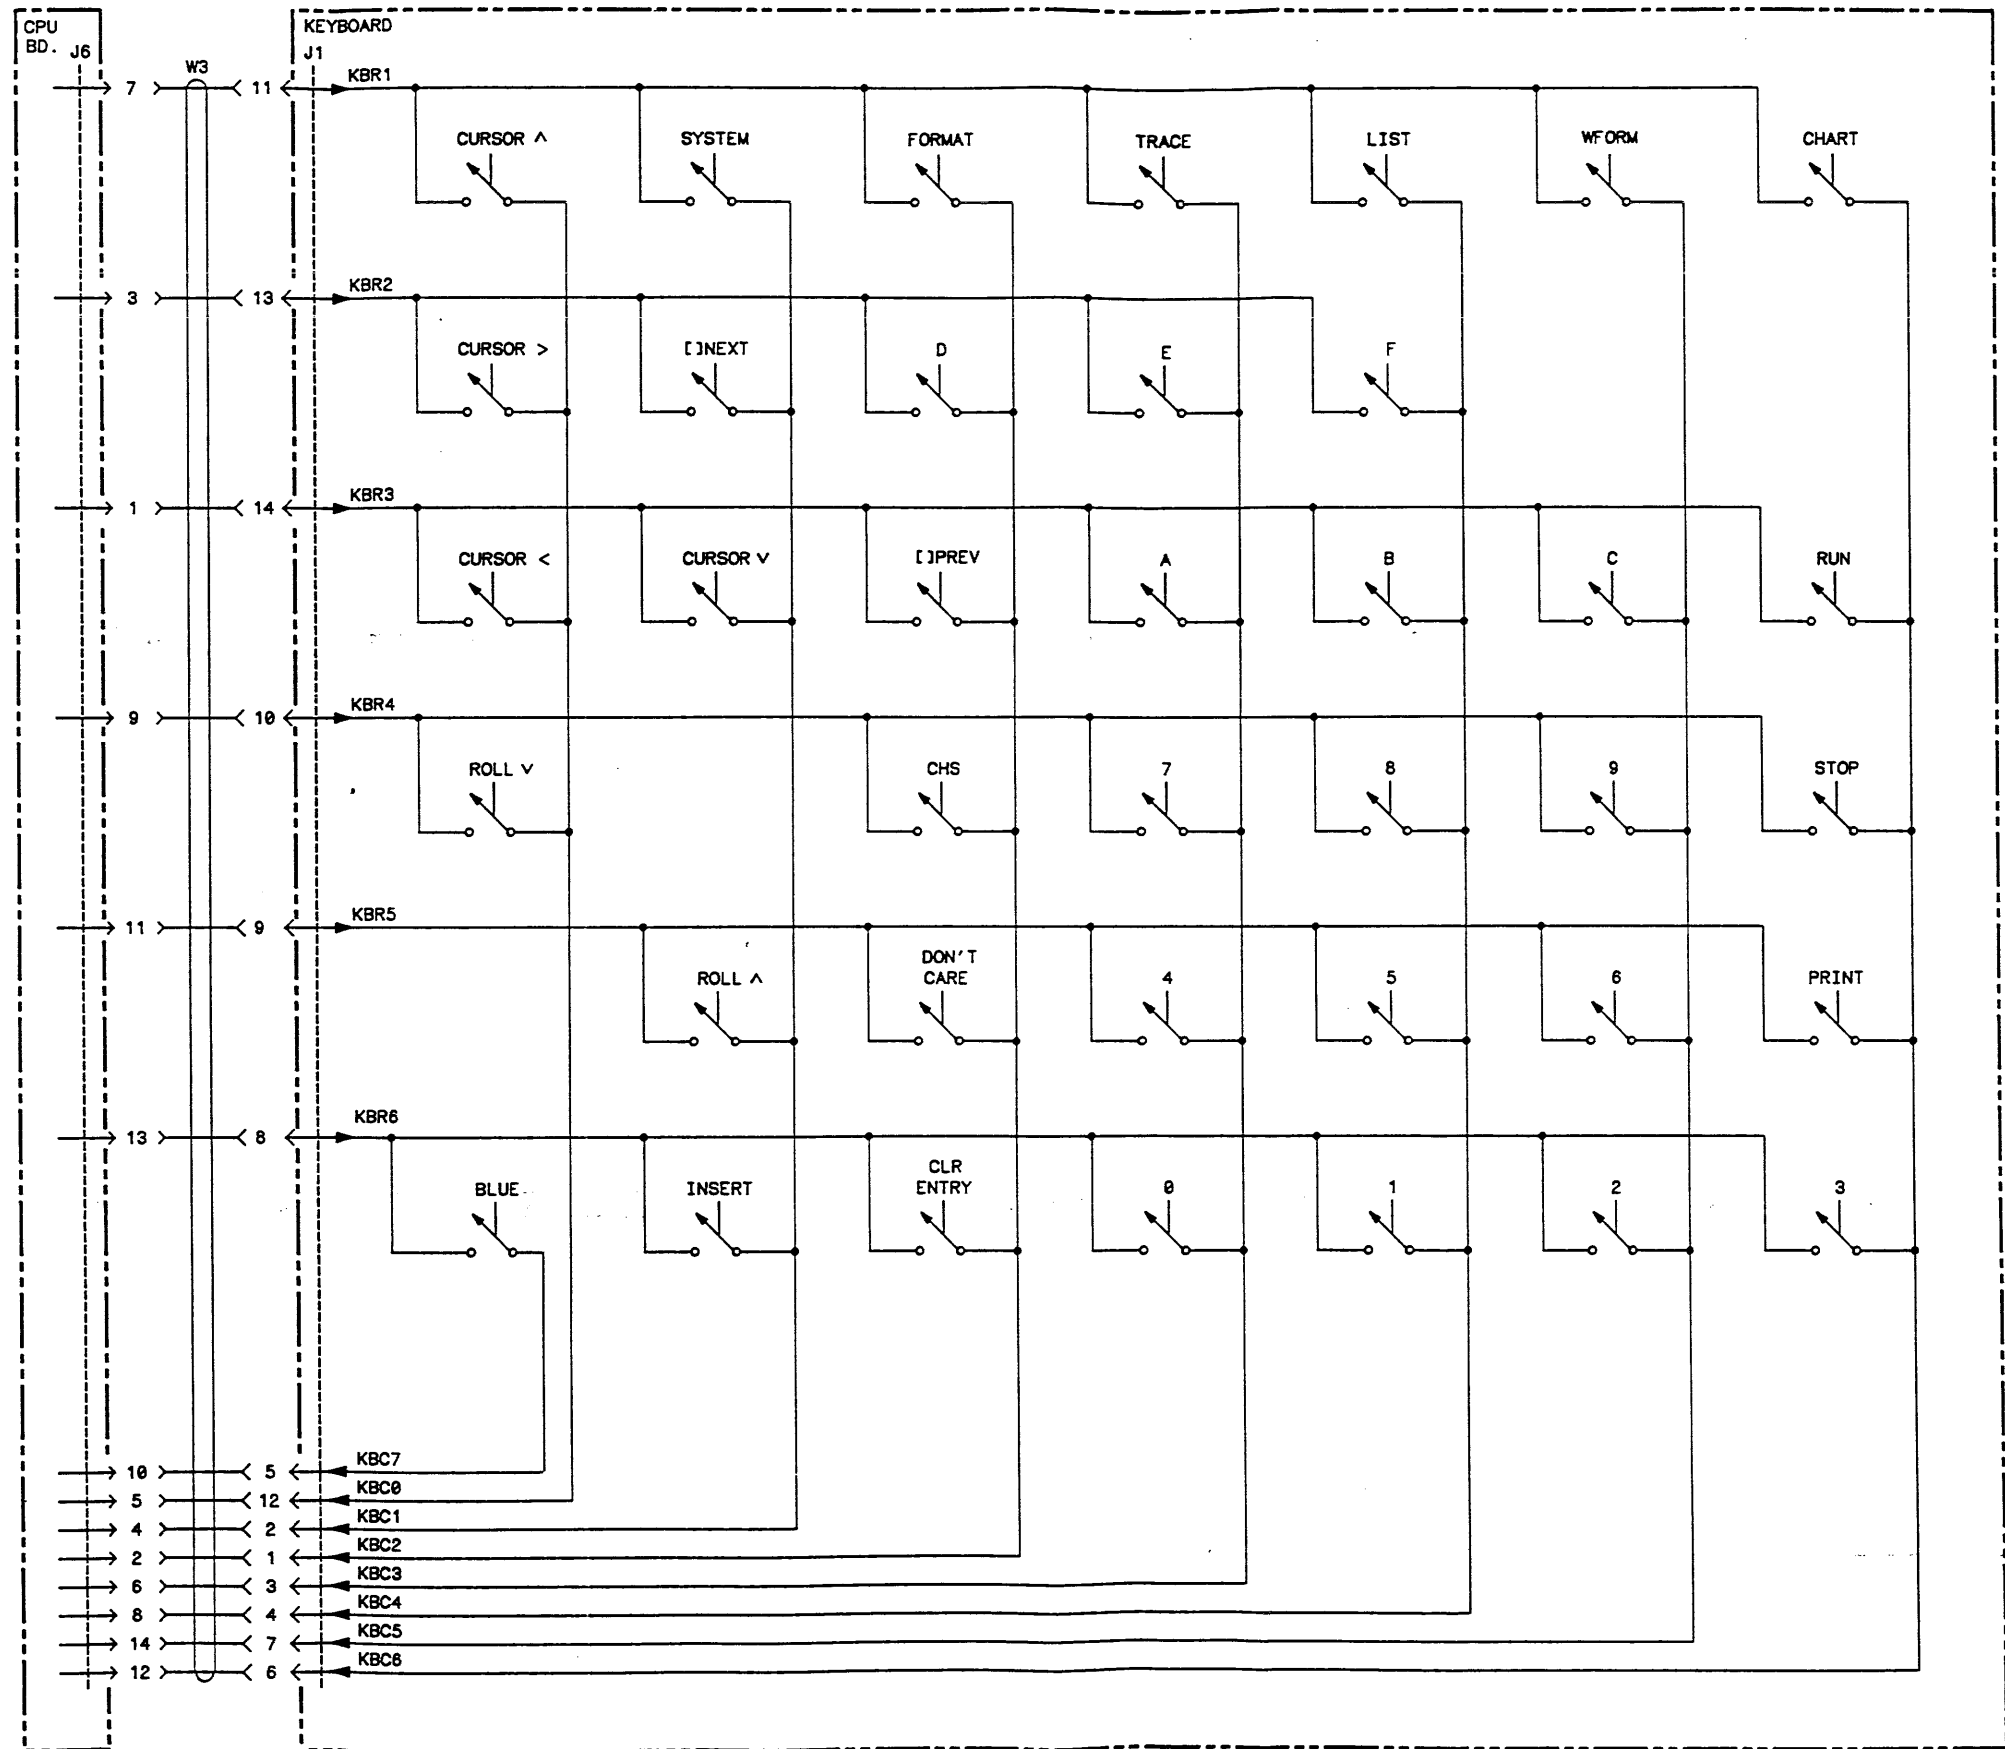 CPU
BD. J6
W3
KEYBOARD
J1
7 11 KBR1
CURSOR ^ SYSTEM FORMAT TRACE LIST WFORM CHART
3 13 KBR2
CURSOR > []NEXT D E F
1 14 KBR3
CURSOR < CURSOR v []PREV A B C RUN
9 10 KBR4
ROLL v CHS 7 8 9 STOP
11 9 KBR5
ROLL ^ DON'T CARE 4 5 6 PRINT
13 8 KBR6
BLUE INSERT CLR ENTRY 0 1 2 3
10 5 KBC7
5 12 KBC0
4 2 KBC1
2 1 KBC2
6 3 KBC3
8 4 KBC4
14 7 KBC5
12 6 KBC6